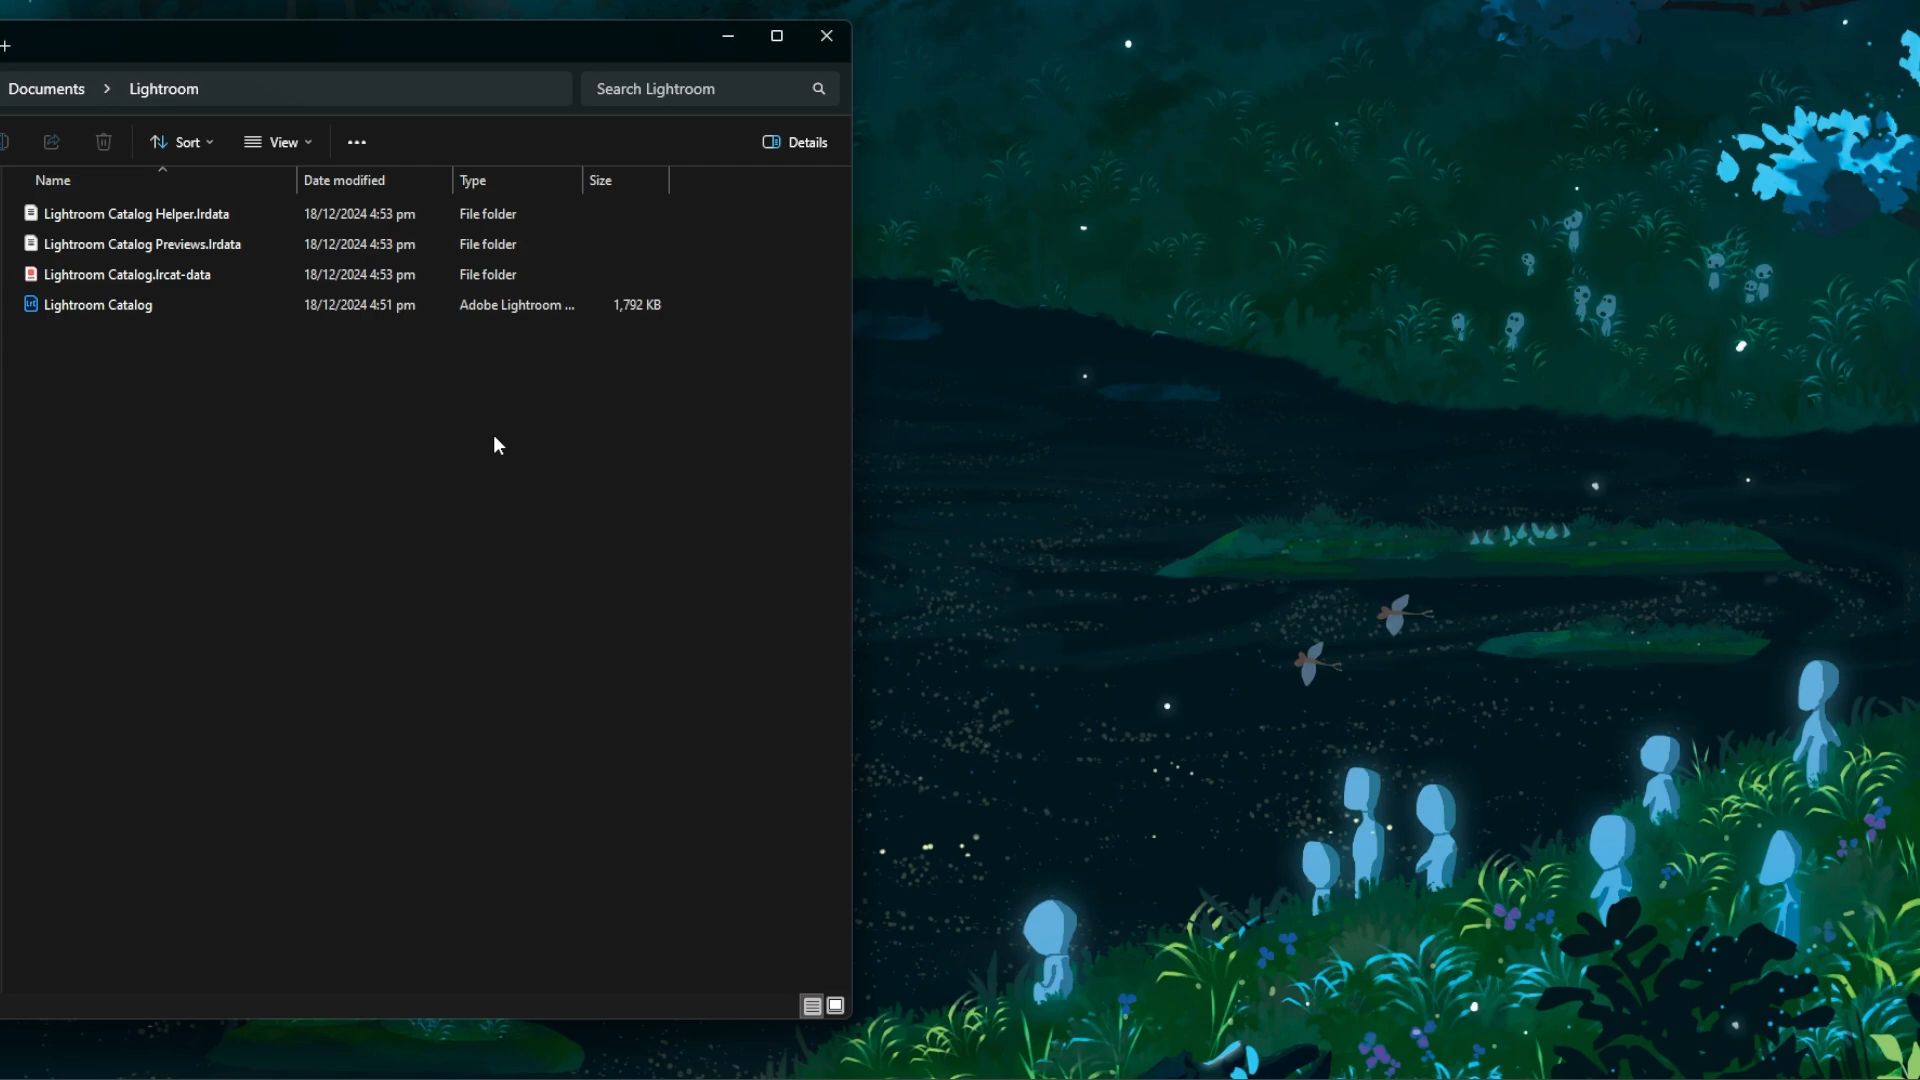 Documents > Lightroom
Search Lightroom
Sort
View
Details
Name Date modified Type Size
Lightroom Catalog Helper.lrdata 18/12/2024 4:53 pm File folder
Lightroom Catalog Previews.lrdata 18/12/2024 4:53 pm File folder
Lightroom Catalog.lrcat-data 18/12/2024 4:53 pm File folder
Lightroom Catalog 18/12/2024 4:51 pm Adobe Lightroom ... 1,792 KB